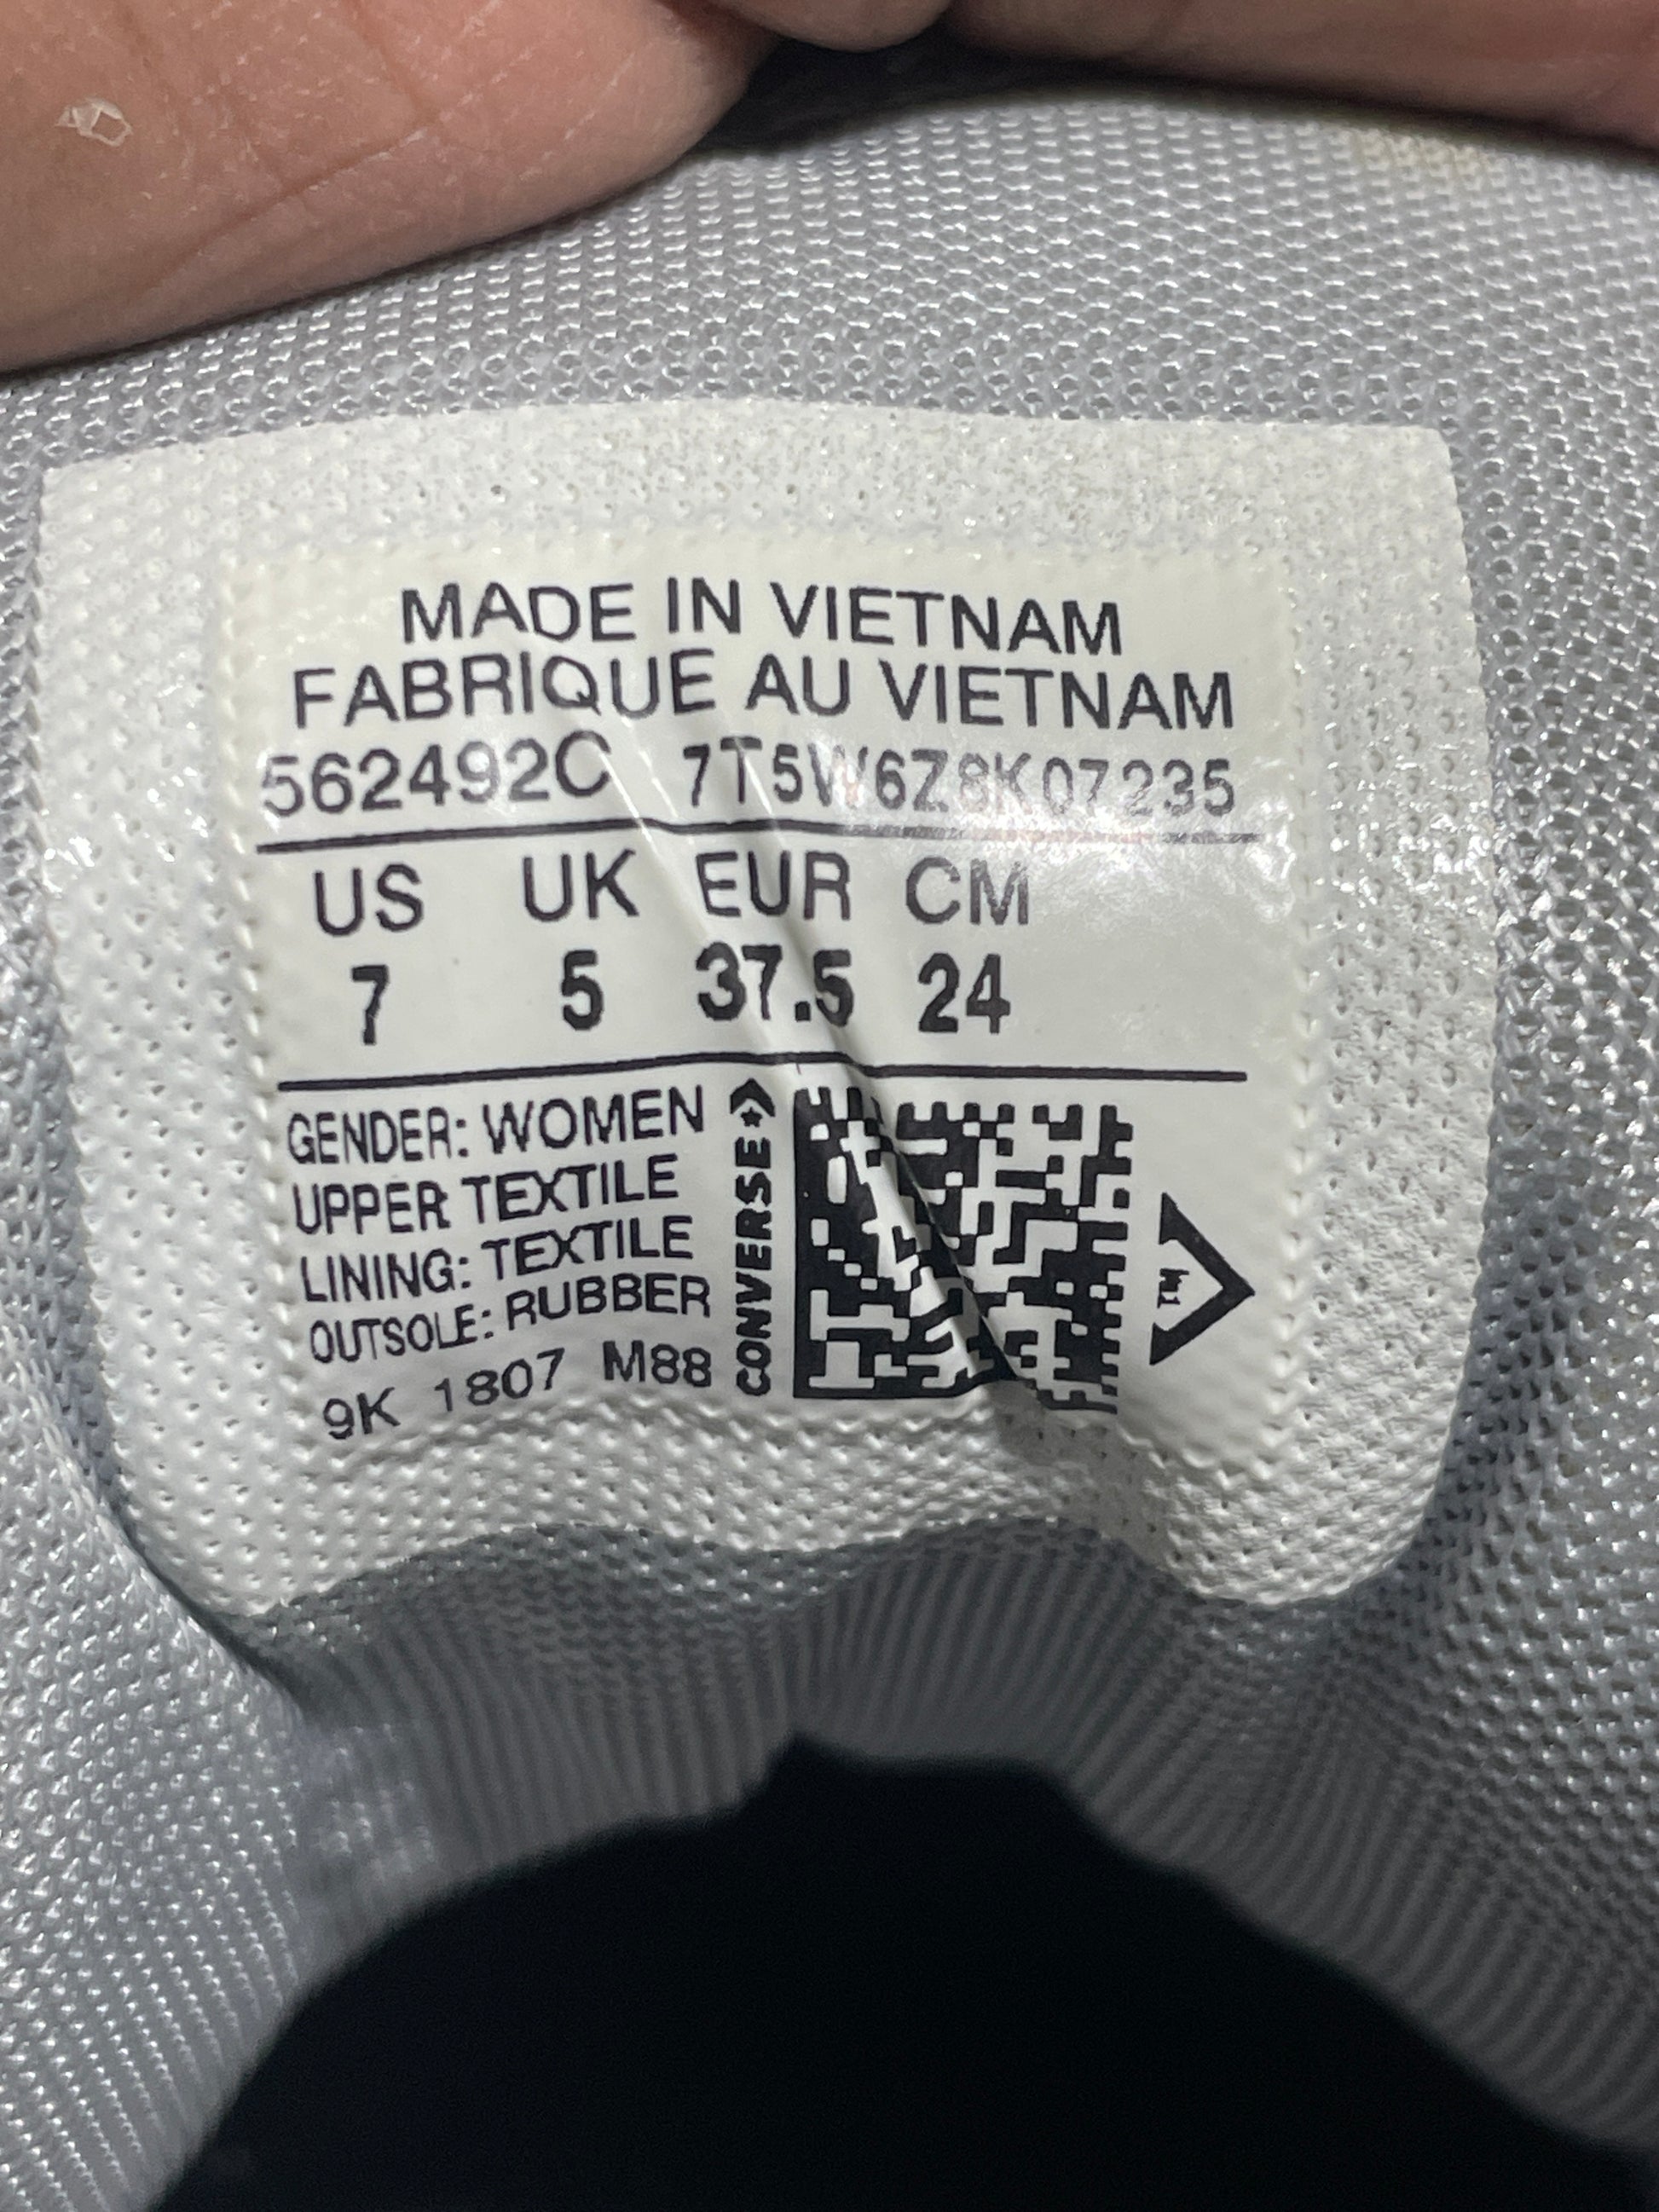 MADE IN VIETNAM
FABRIQUE AU VIETNAM
562492C 7T5W6Z8K07235
US UK EUR CM
7 5 37.5 24
GENDER: WOMEN
UPPER TEXTILE
LINING: TEXTILE
OUTSOLE: RUBBER
9K 1807 M88
CONVERSE